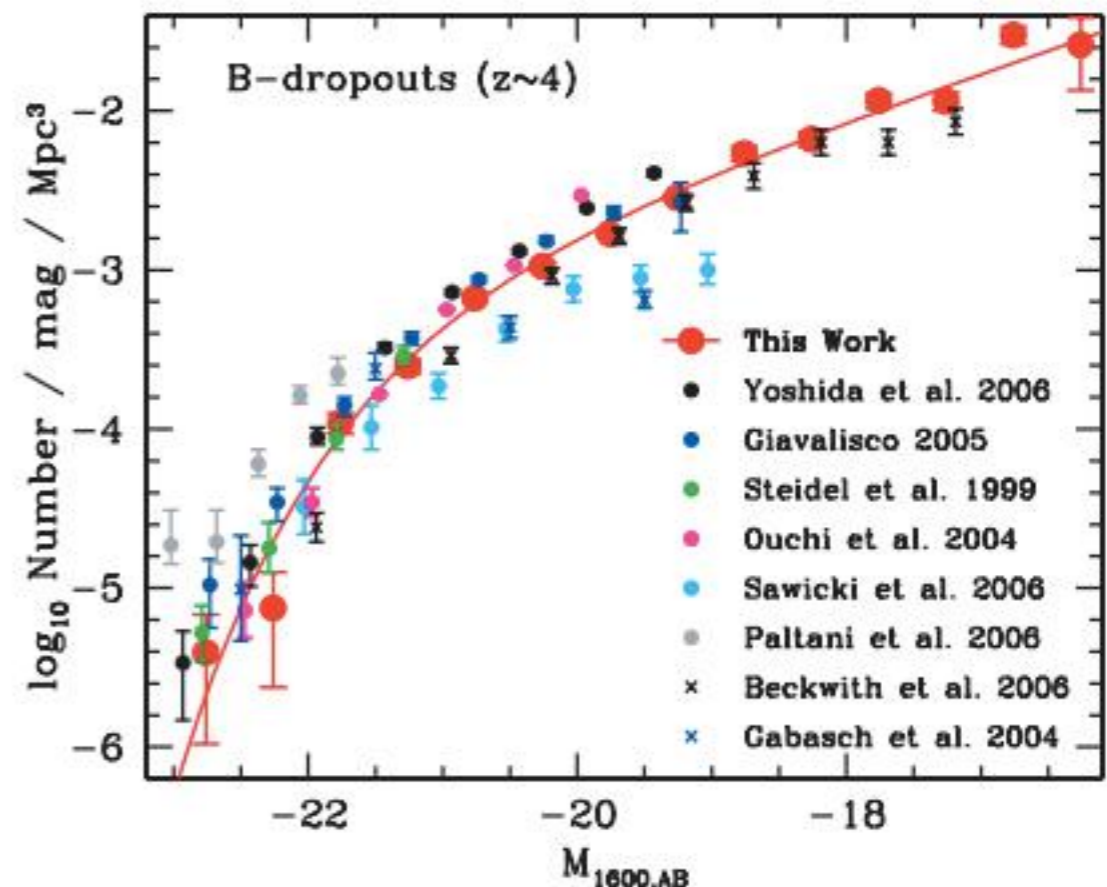 B-dropouts (z~4)
log₁₀ Number / mag / Mpc³
-2
-3
-4
-5
-6
This Work
Yoshida et al. 2006
Giavalisco 2005
Steidel et al. 1999
Ouchi et al. 2004
Sawicki et al. 2006
Paltani et al. 2006
Beckwith et al. 2006
Gabasch et al. 2004
-22 -20 -18
M₁₆₀₀,AB